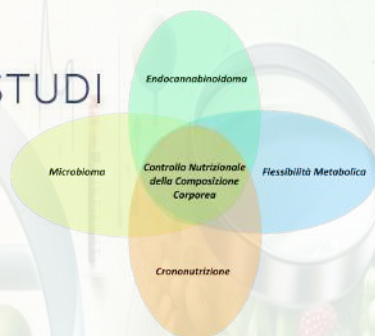 STUDI
Endocannabinoidoma
Microbioma
Controllo Nutrizionale
della Composizione
Corporea
Flessibilità Metabolica
Crononutrizione